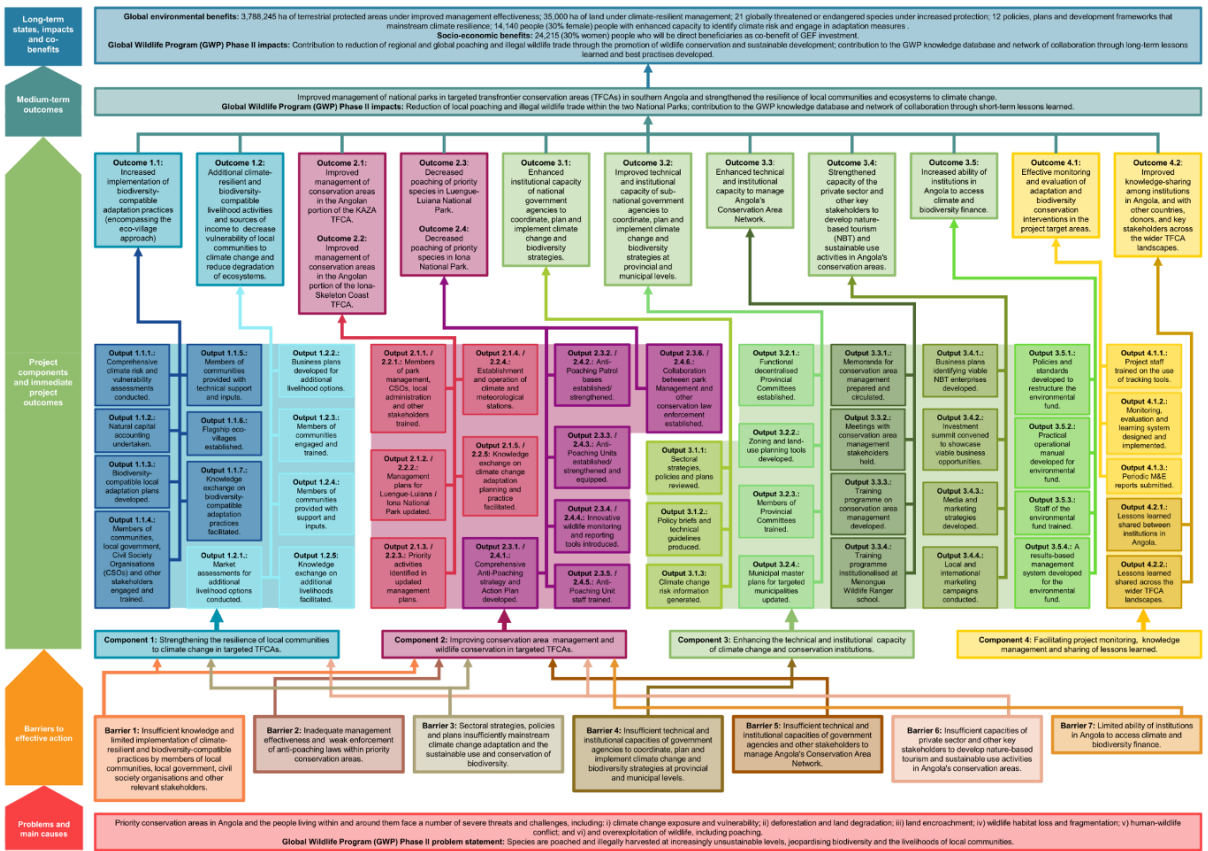 Long-term
states, impacts
and co-
benefits
Global environmental benefits: 3,788,245 ha of terrestrial protected areas under improved management effectiveness; 35,000 ha of land under climate-resilient management; 21 globally threatened or endangered species under increased protection; 12 policies, plans and development frameworks that
mainstream climate resilience; 14,140 people (30% female) people with enhanced capacity to identify climate risk and engage in adaptation measures.
Socio-economic benefits: 24,215 (30% women) people who will be direct beneficiaries as co-benefit of GEF investment.
Global Wildlife Program (GWP) Phase II impacts: Contribution to reduction of regional and global poaching and illegal wildlife trade through the promotion of wildlife conservation and sustainable development; contribution to the GWP knowledge database and network of collaboration through long-term lessons
learned and best practises developed.
Medium-term
outcomes
Improved management of national parks in targeted transfrontier conservation areas (TFCAs) in southern Angola and strengthened the resilience of local communities and ecosystems to climate change.
Global Wildlife Program (GWP) Phase II impacts: Reduction of local poaching and illegal wildlife trade within the two National Parks; contribution to the GWP knowledge database and network of collaboration through short-term lessons learned.
Project
components
and immediate
project
outcomes
Outcome 1.1:
Increased
implementation of
biodiversity-
compatible
adaptation practices
(encompassing the
eco-village
approach)
Outcome 1.2:
Additional climate-
resilient and
biodiversity-
compatible
livelihood activities
and sources of
income to decrease
vulnerability of local
communities to
climate change and
reduce degradation
of ecosystems.
Outcome 2.1:
Improved
management of
conservation areas
in the Angolan
portion of the KAZA
TFCA.
Outcome 2.2:
Improved
management of
conservation areas
in the Angolan
portion of the Iona-
Skeleton Coast
TFCA.
Outcome 2.3:
Decreased
poaching of priority
species in Luengue-
Luiana National
Park.
Outcome 2.4:
Decreased
poaching of priority
species in Iona
National Park.
Outcome 3.1:
Enhanced
institutional capacity
of national
government
agencies to
coordinate, plan and
implement climate
change and
biodiversity
strategies.
Outcome 3.2:
Improved technical
and institutional
capacity of sub-
national government
agencies to
coordinate, plan and
implement climate
change and
biodiversity
strategies at
provincial and
municipal levels.
Outcome 3.3:
Enhanced technical
and institutional
capacity to manage
Angola's
Conservation Area
Network.
Outcome 3.4:
Strengthened
capacity of the
private sector and
other key
stakeholders to
develop nature-
based tourism
(NBT) and
sustainable use
activities in Angola's
conservation areas.
Outcome 3.5:
Increased ability of
institutions in
Angola to access
climate and
biodiversity finance.
Outcome 4.1:
Effective monitoring
and evaluation of
adaptation and
biodiversity
conservation
interventions in the
project target areas.
Outcome 4.2:
Improved
knowledge-sharing
among institutions
in Angola, and with
other countries,
donors, and key
stakeholders across
the wider TFCA
landscapes.
Output 1.1.1.:
Comprehensive
climate risk and
vulnerability
assessments
conducted.
Output 1.1.2.:
Natural capital
accounting
undertaken.
Output 1.1.3.:
Biodiversity-
compatible local
adaptation plans
developed.
Output 1.1.4.:
Members of
communities,
local government,
Civil Society
Organisations
(CSOs) and other
stakeholders
engaged and
trained.
Output 1.1.5.:
Members of
communities
provided with
technical support
and inputs.
Output 1.1.6.:
Flagship eco-
villages
established.
Output 1.1.7.:
Knowledge
exchange on
biodiversity-
compatible
adaptation
practices
facilitated.
Output 1.2.1.:
Market
assessments for
additional
livelihood options
conducted.
Output 1.2.2.:
Business plans
developed for
additional
livelihood options.
Output 1.2.3.:
Members of
communities
engaged and
trained.
Output 1.2.4.:
Members of
communities
provided with
support and
inputs.
Output 1.2.5:
Knowledge
exchange on
additional
livelihoods
facilitated.
Output 2.1.1. /
2.2.1.: Members
of park
management,
CSOs, local
administration
and other
stakeholders
trained.
Output 2.1.2. /
2.2.2.:
Management
plans for
Luengue-Luiana /
Iona National
Park updated.
Output 2.1.3. /
2.2.3.: Priority
activities
identified in
updated
management
plans.
Output 2.1.4. /
2.2.4.:
Establishment
and operation of
climate and
meteorological
stations.
Output 2.1.5. /
2.2.5: Knowledge
exchange on
climate change
adaptation
planning and
practice
facilitated.
Output 2.3.1. /
2.4.1.:
Comprehensive
Anti-Poaching
strategy and
Action Plan
developed.
Output 2.3.2. /
2.4.2.: Anti-
Poaching Patrol
bases
established/
strengthened.
Output 2.3.3. /
2.4.3.: Anti-
Poaching Units
established/
strengthened and
equipped.
Output 2.3.4. /
2.4.4.: Innovative
wildlife monitoring
and reporting
tools introduced.
Output 2.3.5. /
2.4.5.: Anti-
Poaching Unit
staff trained.
Output 2.3.6. /
2.4.6.:
Collaboration
between park
Management and
other
conservation law
enforcement
established.
Output 3.1.1:
Sectoral
strategies,
policies and plans
reviewed.
Output 3.1.2.:
Policy briefs and
technical
guidelines
produced.
Output 3.1.3:
Climate change
risk information
generated.
Output 3.2.1.:
Functional
decentralised
Provincial
Committees
established.
Output 3.2.2.:
Zoning and land-
use planning tools
developed.
Output 3.2.3.:
Members of
Provincial
Committees
trained.
Output 3.2.4.:
Municipal master
plans for targeted
municipalities
updated.
Output 3.3.1.:
Memoranda for
conservation area
management
prepared and
circulated.
Output 3.3.2.:
Meetings with
conservation area
management
stakeholders
held.
Output 3.3.3.:
Training
programme on
conservation area
management
developed.
Output 3.3.4.:
Training
programme
institutionalised at
Menongue
Wildlife Ranger
school.
Output 3.4.1.:
Business plans
identifying viable
NBT enterprises
developed.
Output 3.4.2.:
Investment
summit convened
to showcase
viable business
opportunities.
Output 3.4.3.:
Media and
marketing
strategies
developed.
Output 3.4.4.:
Local and
international
marketing
campaigns
conducted.
Output 3.5.1.:
Policies and
standards
developed to
restructure the
environmental
fund.
Output 3.5.2.:
Practical
operational
manual
developed for
environmental
fund.
Output 3.5.3.:
Staff of the
environmental
fund trained.
Output 3.5.4.: A
results-based
management
system developed
for the
environmental
fund.
Output 4.1.1.:
Project staff
trained on the use
of tracking tools.
Output 4.1.2.:
Monitoring,
evaluation and
learning system
designed and
implemented.
Output 4.1.3.:
Periodic M&E
reports submitted.
Output 4.2.1.:
Lessons learned
shared between
institutions in
Angola.
Output 4.2.2.:
Lessons learned
shared across the
wider TFCA
landscapes.
Component 1: Strengthening the resilience of local communities
to climate change in targeted TFCAs.
Component 2: Improving conservation area management and
wildlife conservation in targeted TFCAs.
Component 3: Enhancing the technical and institutional capacity
of climate change and conservation institutions.
Component 4: Facilitating project monitoring, knowledge
management and sharing of lessons learned.
Barriers to
effective action
Barrier 1: Insufficient knowledge and
limited implementation of climate-
resilient and biodiversity-compatible
practices by members of local
communities, local government, civil
society organisations and other
relevant stakeholders.
Barrier 2: Inadequate management
effectiveness and weak enforcement
of anti-poaching laws within priority
conservation areas.
Barrier 3: Sectoral strategies, policies
and plans insufficiently mainstream
climate change adaptation and the
sustainable use and conservation of
biodiversity.
Barrier 4: Insufficient technical and
institutional capacities of government
agencies to coordinate, plan and
implement climate change and
biodiversity strategies at provincial
and municipal levels.
Barrier 5: Insufficient technical and
institutional capacities of government
agencies and other stakeholders to
manage Angola's Conservation Area
Network.
Barrier 6: Insufficient capacities of
private sector and other key
stakeholders to develop nature-based
tourism and sustainable use activities
in Angola's conservation areas.
Barrier 7: Limited ability of institutions
in Angola to access climate and
biodiversity finance.
Problems and
main causes
Priority conservation areas in Angola and the people living within and around them face a number of severe threats and challenges, including: i) climate change exposure and vulnerability; ii) deforestation and land degradation; iii) land encroachment; iv) wildlife habitat loss and fragmentation; v) human-wildlife
conflict; and vi) and overexploitation of wildlife, including poaching.
Global Wildlife Program (GWP) Phase II problem statement: Species are poached and illegally harvested at increasingly unsustainable levels, jeopardising biodiversity and the livelihoods of local communities.